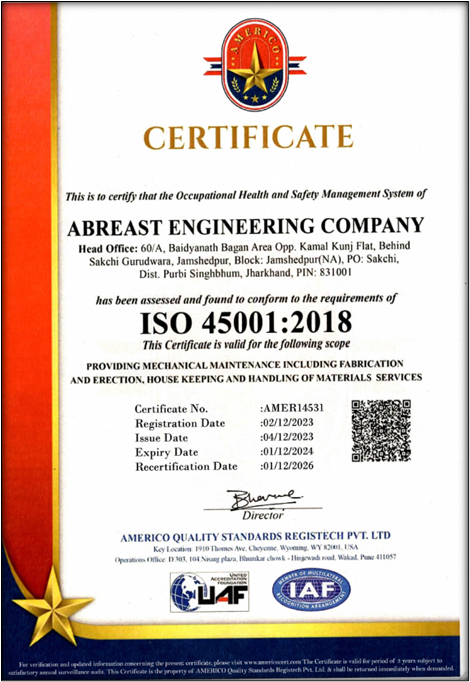 AMERICO
CERTIFICATE
This is to certify that the Occupational Health and Safety Management System of
ABREAST ENGINEERING COMPANY
Head Office: 60/A, Baidyanath Bagan Area Opp. Kamal Kunj Flat, Behind
Sakchi Gurudwara, Jamshedpur, Block: Jamshedpur(NA), PO: Sakchi,
Dist. Purbi Singhbhum, Jharkhand, PIN: 831001
has been assessed and found to conform to the requirements of
ISO 45001:2018
This Certificate is valid for the following scope
PROVIDING MECHANICAL MAINTENANCE INCLUDING FABRICATION
AND ERECTION, HOUSE KEEPING AND HANDLING OF MATERIALS SERVICES
Certificate No. :AMER14531
Registration Date :02/12/2023
Issue Date :04/12/2023
Expiry Date :01/12/2024
Recertification Date :01/12/2026
Director
AMERICO QUALITY STANDARDS REGISTECH PVT. LTD
Key Location: 1910 Thomes Ave. Cheyenne, Wyoming, WY 82001, USA
Operations Office: D 303, 104 Nisarg plaza, Bhumkar chowk - Hinjewadi road, Wakad, Pune 411057
UNITED
ACCREDITATION
FOUNDATION
UAF
MEMBER OF MULTILATERAL
IAF
RECOGNITION ARRANGEMENT
For verification and updated information concerning the present certificate, please visit www.americocert.com The Certificate is valid for period of 3 years subject to
satisfactory annual surveillance audit. This Certificate is the property of AMERICO Quality Standards Registech Pvt. Ltd. & shall be returned immediately when demanded.